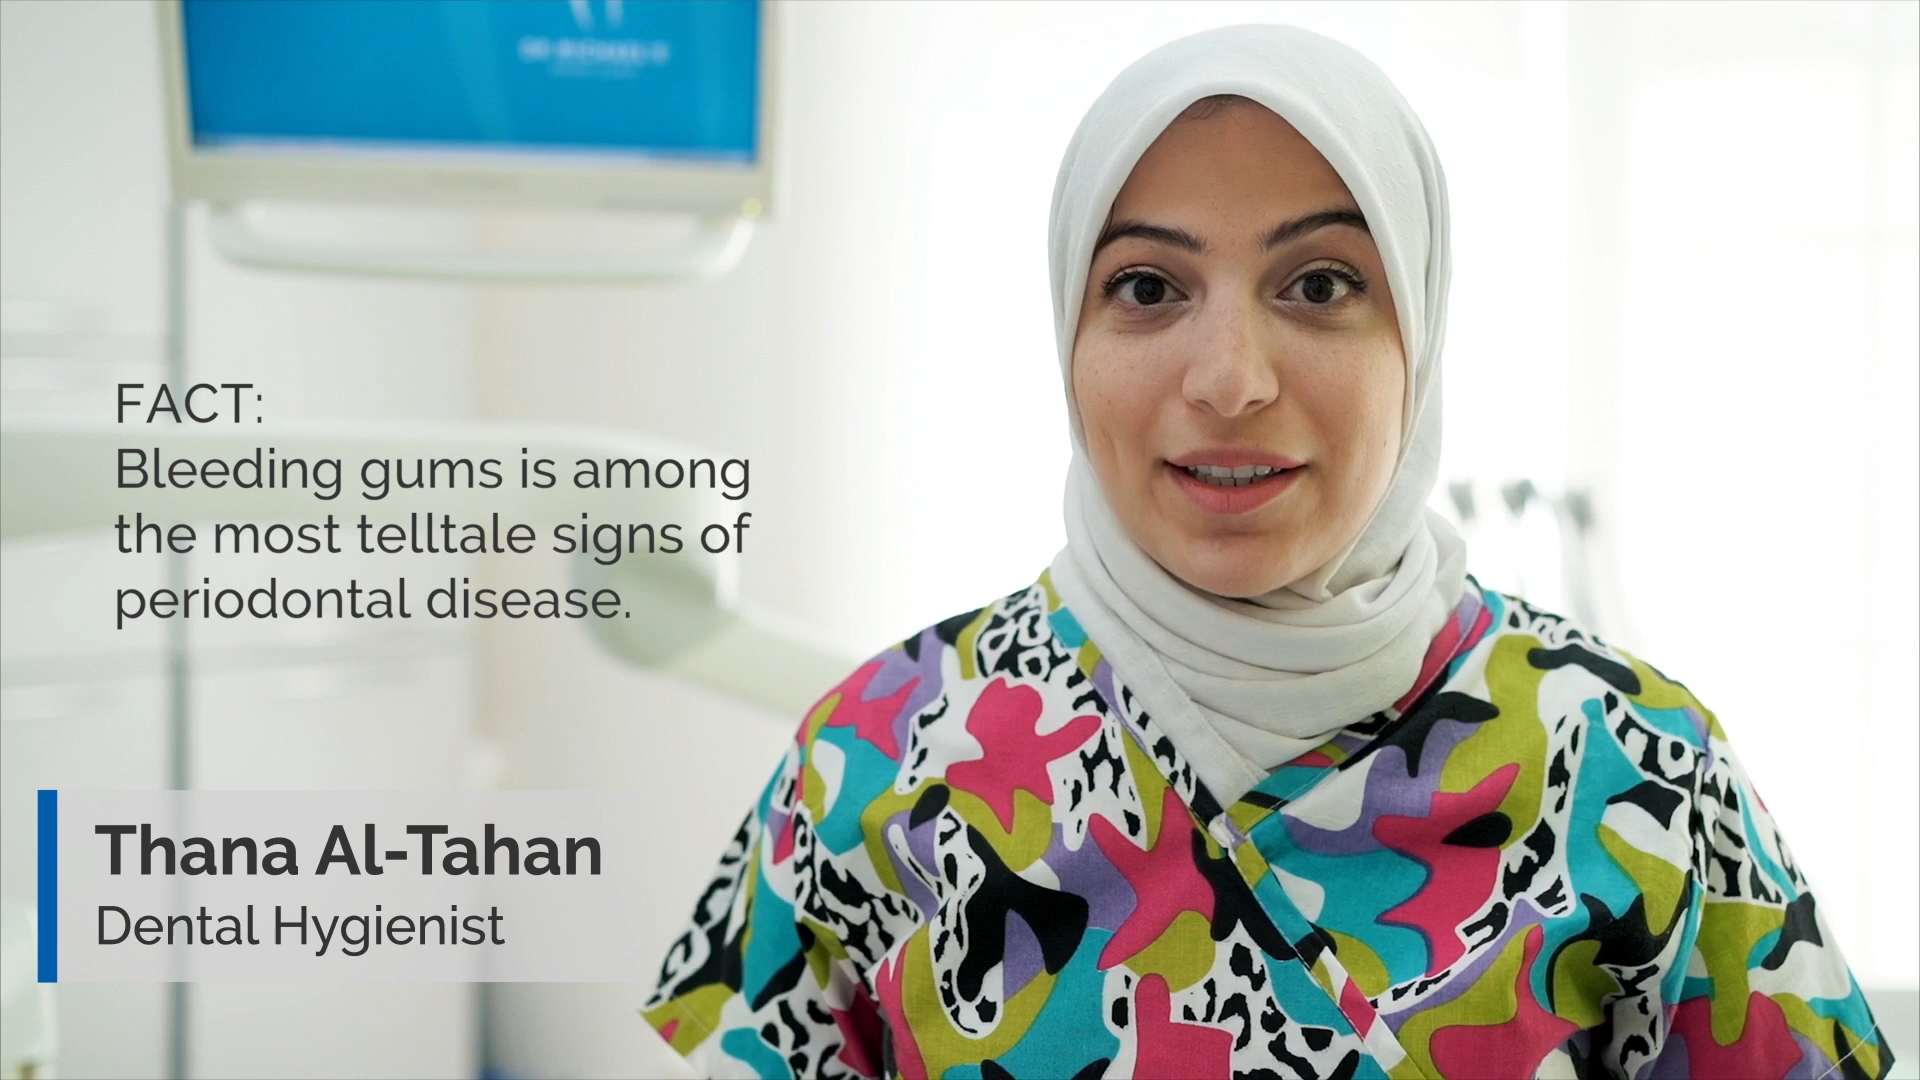 FACT:
Bleeding gums is among
the most telltale signs of
periodontal disease.
Thana Al-Tahan
Dental Hygienist